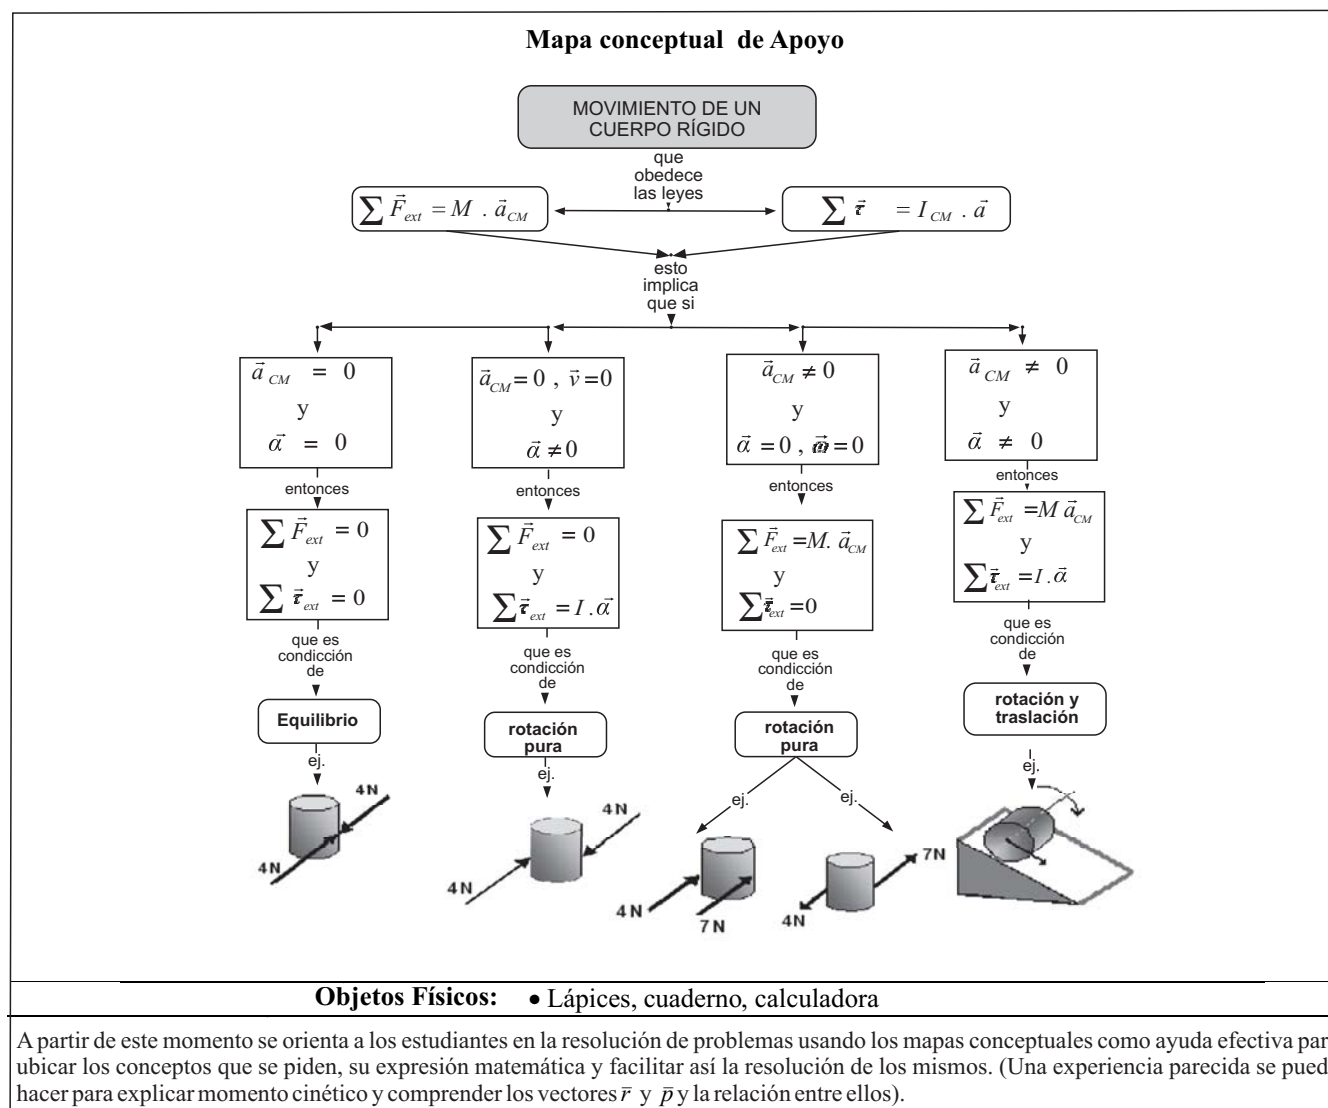 Mapa conceptual de Apoyo
MOVIMIENTO DE UN
CUERPO RÍGIDO
que
obedece
las leyes
∑ F⃗ext = M . a⃗CM
∑ τ⃗ = I CM . a⃗
esto
implica
que si
a⃗ CM = 0
y
α⃗ = 0
entonces
∑ F⃗ext = 0
y
∑ τ⃗ext = 0
que es
condicción
de
Equilibrio
ej.
4N
4N
a⃗CM = 0 , v⃗ = 0
y
α⃗ ≠ 0
entonces
∑ F⃗ext = 0
y
∑ τ⃗ext = I . α⃗
que es
condicción
de
rotación
pura
ej.
4N
4N
a⃗CM ≠ 0
y
α⃗ = 0 , ω⃗ = 0
entonces
∑ F⃗ext = M. a⃗CM
y
∑ τ⃗ext = 0
que es
condicción
de
rotación
pura
ej.
ej.
4N
7N
7N
4N
a⃗ CM ≠ 0
y
α⃗ ≠ 0
entonces
∑ F⃗ext = M a⃗CM
y
∑ τ⃗ext = I . α⃗
que es
condicción
de
rotación y
traslación
ej.
Objetos Físicos: • Lápices, cuaderno, calculadora
A partir de este momento se orienta a los estudiantes en la resolución de problemas usando los mapas conceptuales como ayuda efectiva par
ubicar los conceptos que se piden, su expresión matemática y facilitar así la resolución de los mismos. (Una experiencia parecida se pued
hacer para explicar momento cinético y comprender los vectores r̄ y p̄ y la relación entre ellos).